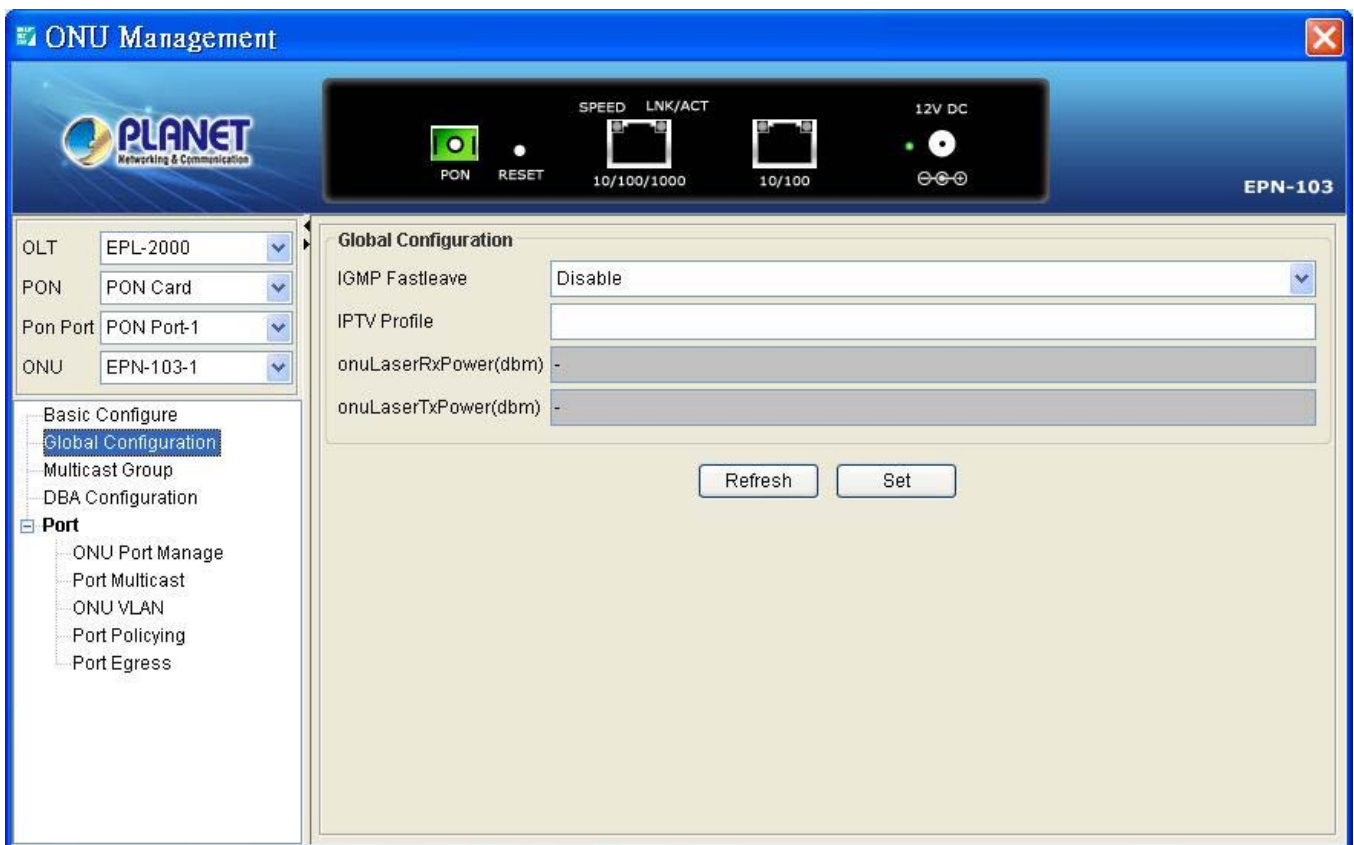 ONU Management
PLANET
Networking & Communication
SPEED LNK/ACT
12V DC
PON RESET 10/100/1000 10/100
EPN-103
OLT EPL-2000
PON PON Card
Pon Port PON Port-1
ONU EPN-103-1
Basic Configure
Global Configuration
Multicast Group
DBA Configuration
Port
ONU Port Manage
Port Multicast
ONU VLAN
Port Policying
Port Egress
Global Configuration
IGMP Fastleave Disable
IPTV Profile
onuLaserRxPower(dbm) -
onuLaserTxPower(dbm) -
Refresh Set